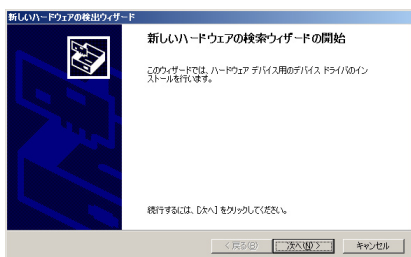 新しいハードウェアの検出ウィザード
新しいハードウェアの検索ウィザードの開始
このウィザードでは、ハードウェア デバイス用のデバイス ドライバのイン
ストールを行います。
続行するには、[次へ] をクリックしてください。
< 戻る(B)
次へ(N) >
キャンセル